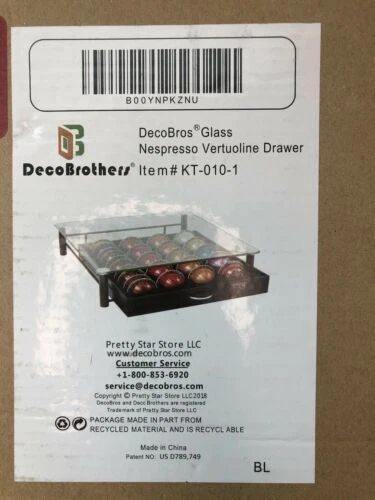 B00YNPKZNU
DecoBros® Glass
Nespresso Vertuoline Drawer
DecoBrothers® Item# KT-010-1
Pretty Star Store LLC
www.decobros.com
Customer Service
+1-800-853-6920
service@decobros.com
Copyright © Pretty Star Store LLC 2018
DecoBros and Deco Brothers are registered
Trademark of Pretty Star Store LLC
PACKAGE MADE IN PART FROM
RECYCLED MATERIAL AND IS RECYCLABLE
Made in China
Patent NO: US D789,749
BL